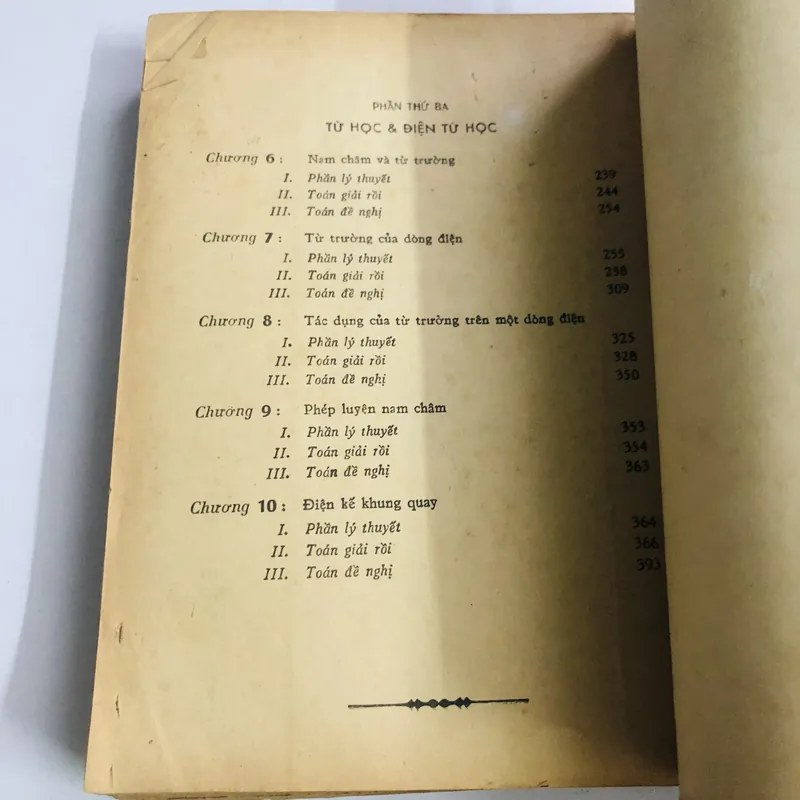 PHẦN THỨ BA
TỪ HỌC & ĐIỆN TỪ HỌC
Chương 6 : Nam châm và từ trường
I. Phần lý thuyết 239
II. Toán giải rồi 244
III. Toán đề nghị 254
Chương 7 : Từ trường của dòng điện
I. Phần lý thuyết 255
II. Toán giải rồi 258
III. Toán đề nghị 309
Chương 8 : Tác dụng của từ trường trên một dòng điện
I. Phần lý thuyết 325
II. Toán giải rồi 328
III. Toán đề nghị 350
Chương 9 : Phép luyện nam châm
I. Phần lý thuyết 353
II. Toán giải rồi 354
III. Toán đề nghị 363
Chương 10 : Điện kế khung quay
I. Phần lý thuyết 364
II. Toán giải rồi 366
III. Toán đề nghị 393